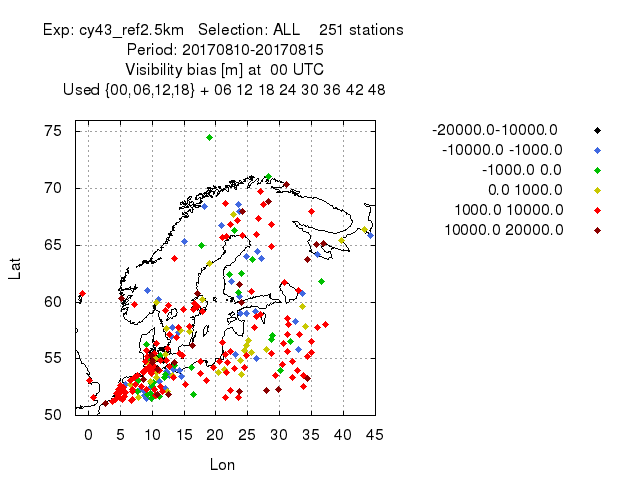 Exp: cy43_ref2.5km   Selection: ALL    251 stations
Period: 20170810-20170815
Visibility bias [m] at  00 UTC
Used {00,06,12,18} + 06 12 18 24 30 36 42 48
-20000.0-10000.0
-10000.0 -1000.0
-1000.0 0.0
0.0 1000.0
1000.0 10000.0
10000.0 20000.0
Lat
75
70
65
60
55
50
0 5 10 15 20 25 30 35 40 45
Lon